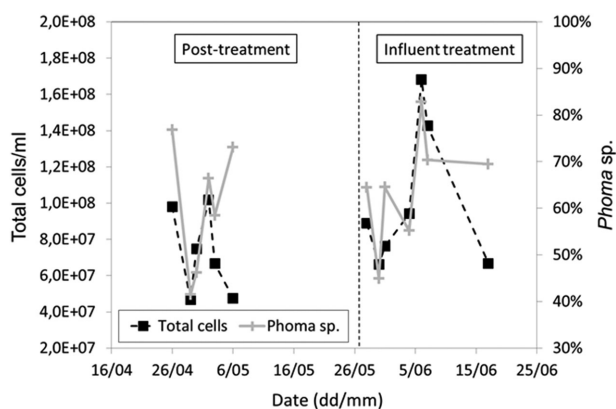 2,0E+08
1,8E+08
1,6E+08
1,4E+08
1,2E+08
1,0E+08
8,0E+07
6,0E+07
4,0E+07
2,0E+07
Total cells/ml
Post-treatment
Influent treatment
Total cells
Phoma sp.
100%
90%
80%
70%
60%
50%
40%
30%
Phoma sp.
16/04 26/04 6/05 16/05 26/05 5/06 15/06 25/06
Date (dd/mm)